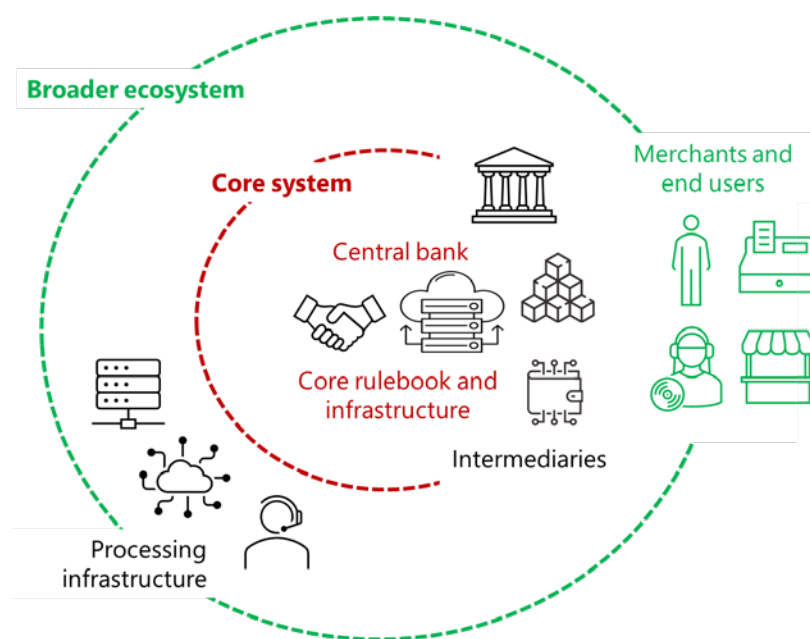 Broader ecosystem
Merchants and
end users
Core system
Central bank
Core rulebook and
infrastructure
Intermediaries
Processing
infrastructure